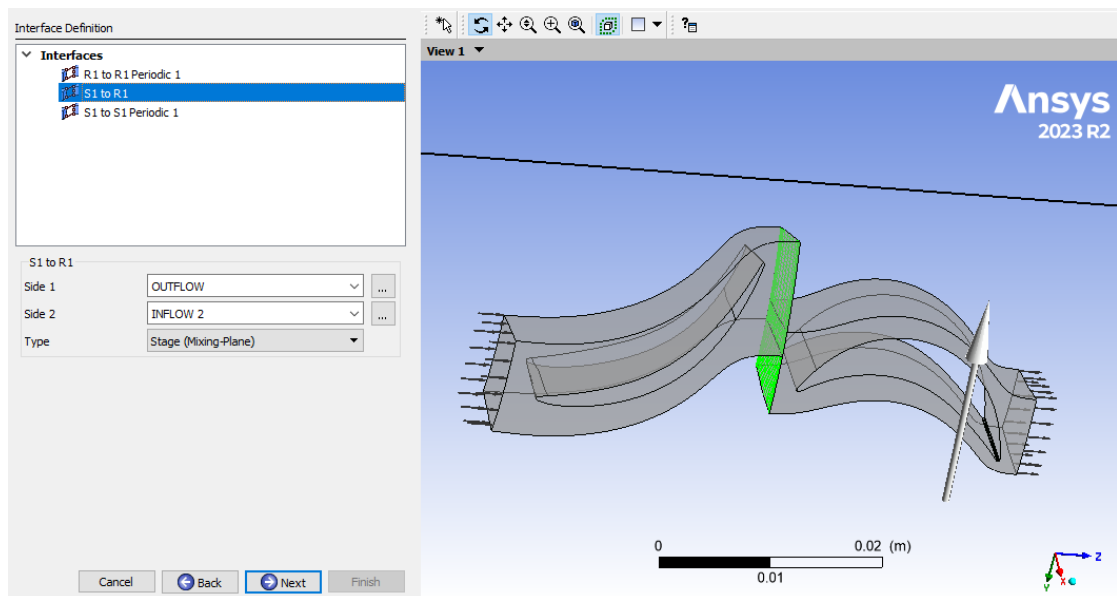 Interface Definition
Interfaces
R1 to R1 Periodic 1
S1 to R1
S1 to S1 Periodic 1
S1 to R1
Side 1 OUTFLOW ...
Side 2 INFLOW 2 ...
Type Stage (Mixing-Plane)
Cancel Back Next Finish
View 1
Ansys
2023 R2
0 0.02 (m)
0.01
Z
X
Y